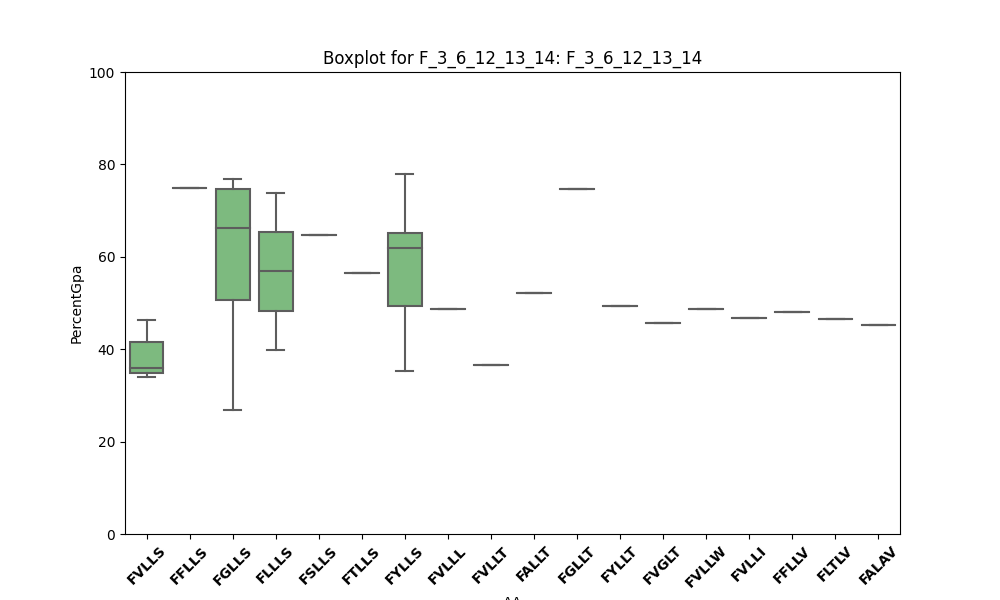 Boxplot for F_3_6_12_13_14: F_3_6_12_13_14
PercentGpa
100
80
60
40
20
0
FVLLS
FFLLS
FGLLS
FLLLS
FSLLS
FTLLS
FYLLS
FVLLL
FVLLT
FALLT
FGLLT
FYLLT
FVGLT
FVLLW
FVLLI
FFLLV
FLTLV
FALAV